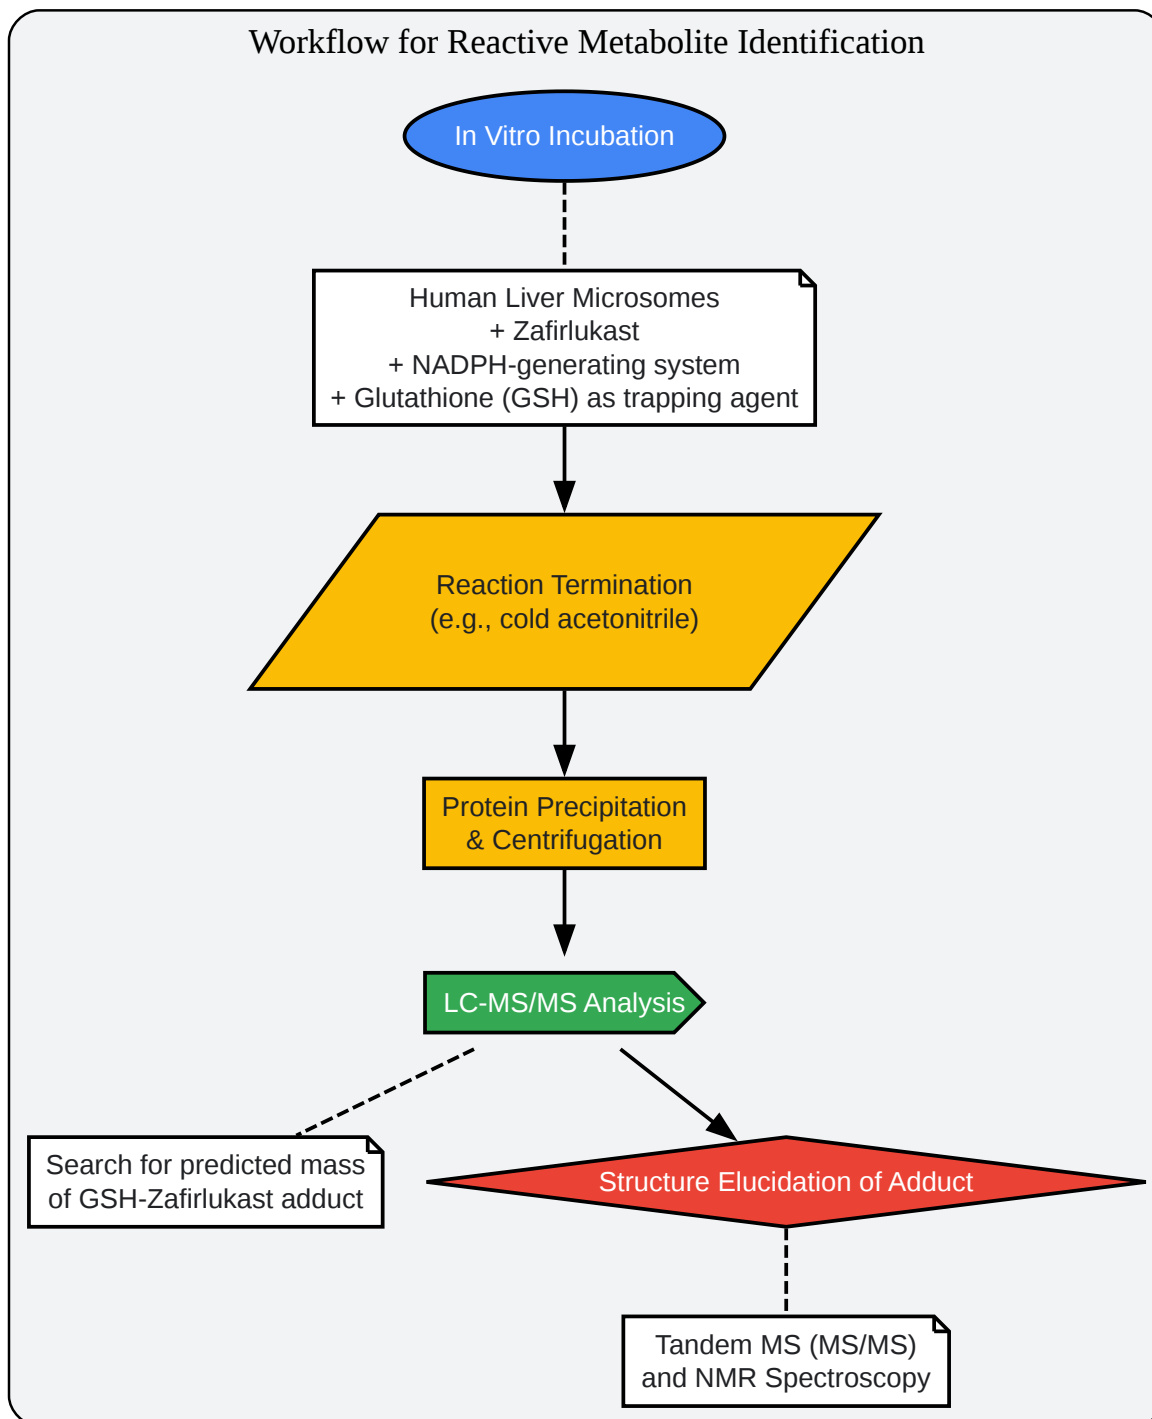 Workflow for Reactive Metabolite Identification
In Vitro Incubation
Human Liver Microsomes
+ Zafirlukast
+ NADPH-generating system
+ Glutathione (GSH) as trapping agent
Reaction Termination
(e.g., cold acetonitrile)
Protein Precipitation
& Centrifugation
LC-MS/MS Analysis
Search for predicted mass
of GSH-Zafirlukast adduct
Structure Elucidation of Adduct
Tandem MS (MS/MS)
and NMR Spectroscopy